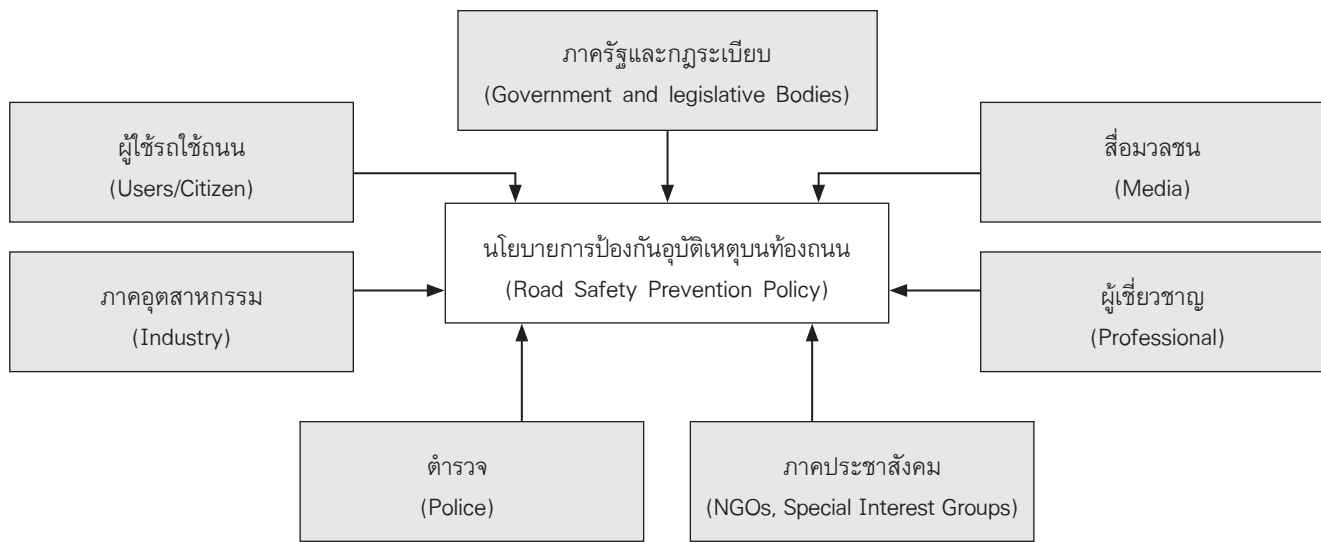 ภาครัฐและกฎระเบียบ
(Government and legislative Bodies)
ผู้ใช้รถใช้ถนน
(Users/Citizen)
สื่อมวลชน
(Media)
นโยบายการป้องกันอุบัติเหตุบนท้องถนน
(Road Safety Prevention Policy)
ภาคอุตสาหกรรม
(Industry)
ผู้เชี่ยวชาญ
(Professional)
ตำรวจ
(Police)
ภาคประชาสังคม
(NGOs, Special Interest Groups)